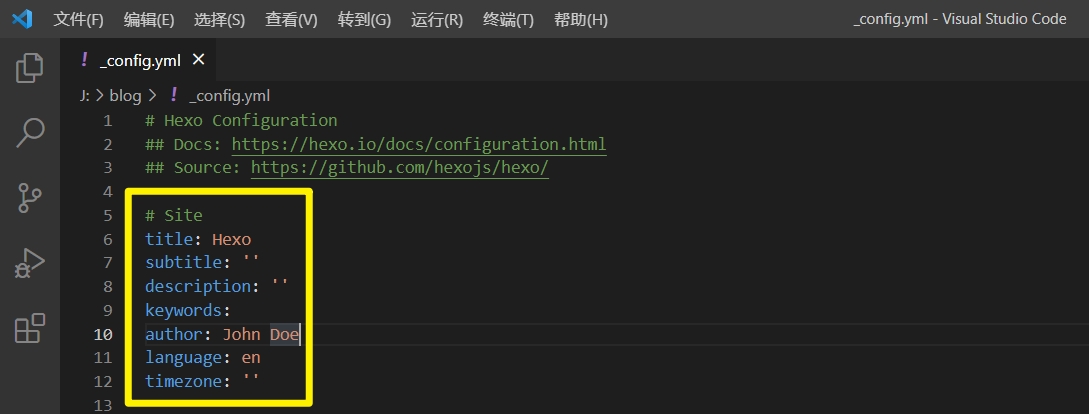 文件(F) 编辑(E) 选择(S) 查看(V) 转到(G) 运行(R) 终端(T) 帮助(H) _config.yml - Visual Studio Code
! _config.yml ×
J: > blog > ! _config.yml
1 # Hexo Configuration
2 ## Docs: https://hexo.io/docs/configuration.html
3 ## Source: https://github.com/hexojs/hexo/
4
5 # Site
6 title: Hexo
7 subtitle: ''
8 description: ''
9 keywords:
10 author: John Doe
11 language: en
12 timezone: ''
13